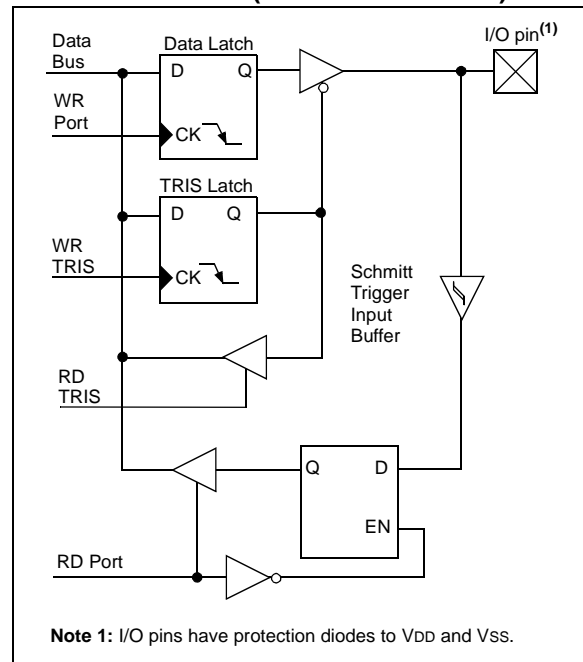 Data
Bus
Data Latch
I/O pin(1)
D
Q
WR
Port
CK
TRIS Latch
D
Q
WR
TRIS
CK
Schmitt
Trigger
Input
Buffer
RD
TRIS
Q
D
EN
RD Port
Note 1: I/O pins have protection diodes to VDD and VSS.